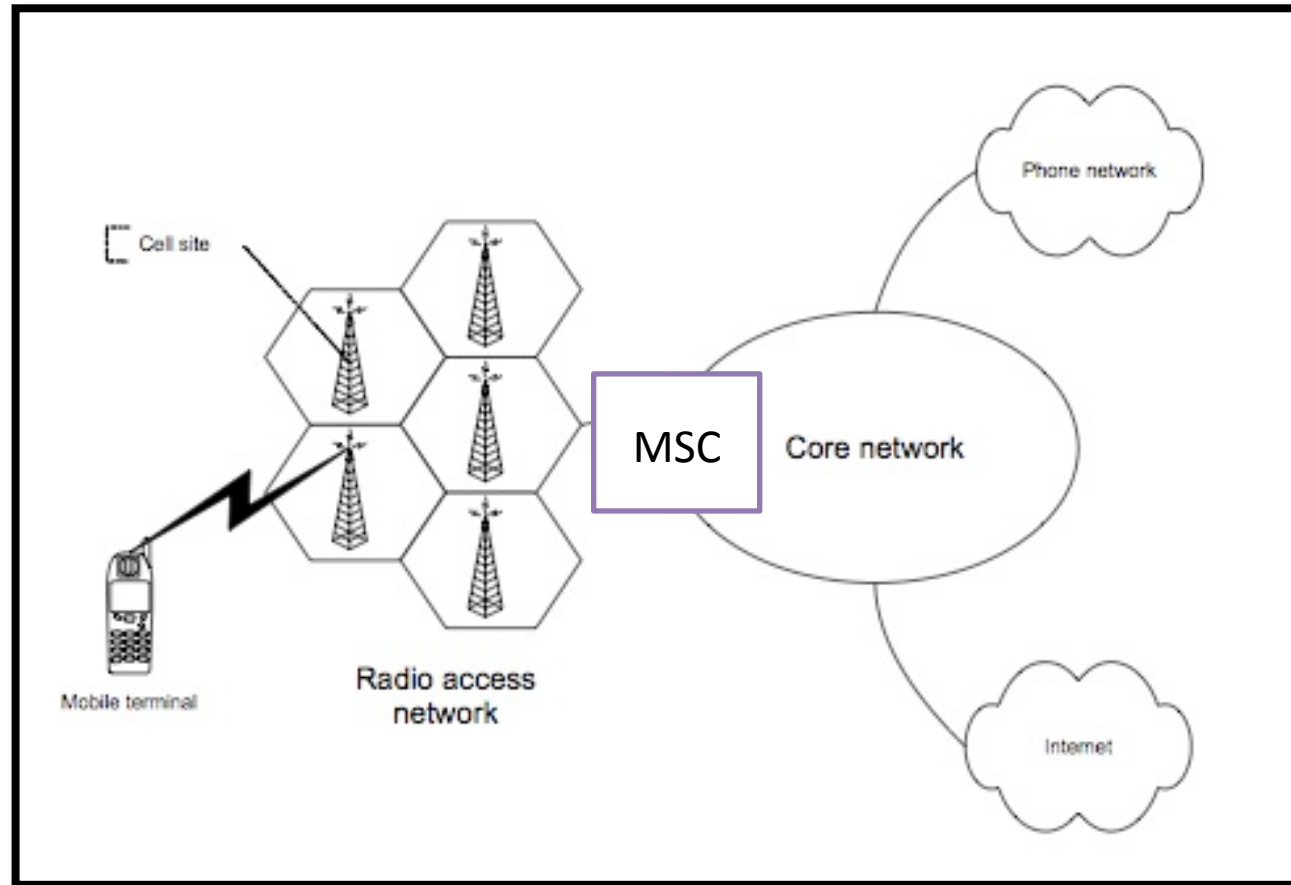 Phone network
Cell site
MSC
Core network
Radio access
network
Mobile terminal
Internet